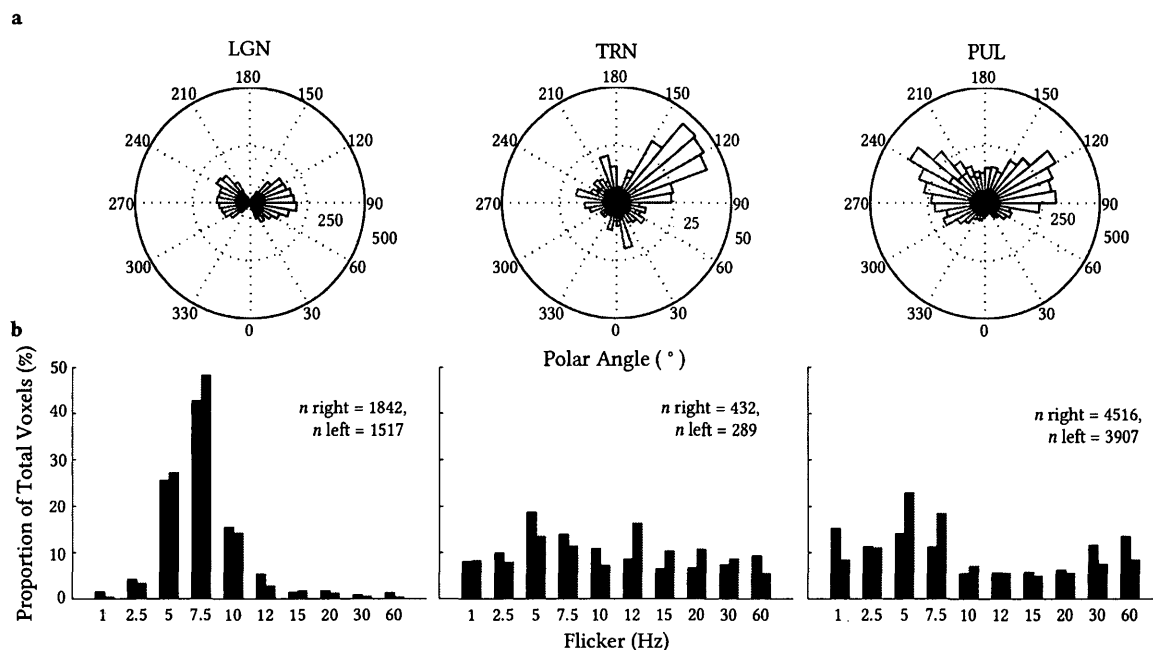 a
LGN TRN PUL
180 180 180
210 150 210 150 210 150
240 120 240 120 240 120
270 90 270 90 270 90
250 25 250
500 50 500
300 60 300 60 300 60
330 30 330 30 330 30
0 0 0
b
Polar Angle (°)
Proportion of Total Voxels (%)
50
40
30
20
10
0
n right = 1842,
n left = 1517
n right = 432,
n left = 289
n right = 4516,
n left = 3907
1 2.5 5 7.5 10 12 15 20 30 60 1 2.5 5 7.5 10 12 15 20 30 60 1 2.5 5 7.5 10 12 15 20 30 60
Flicker (Hz)